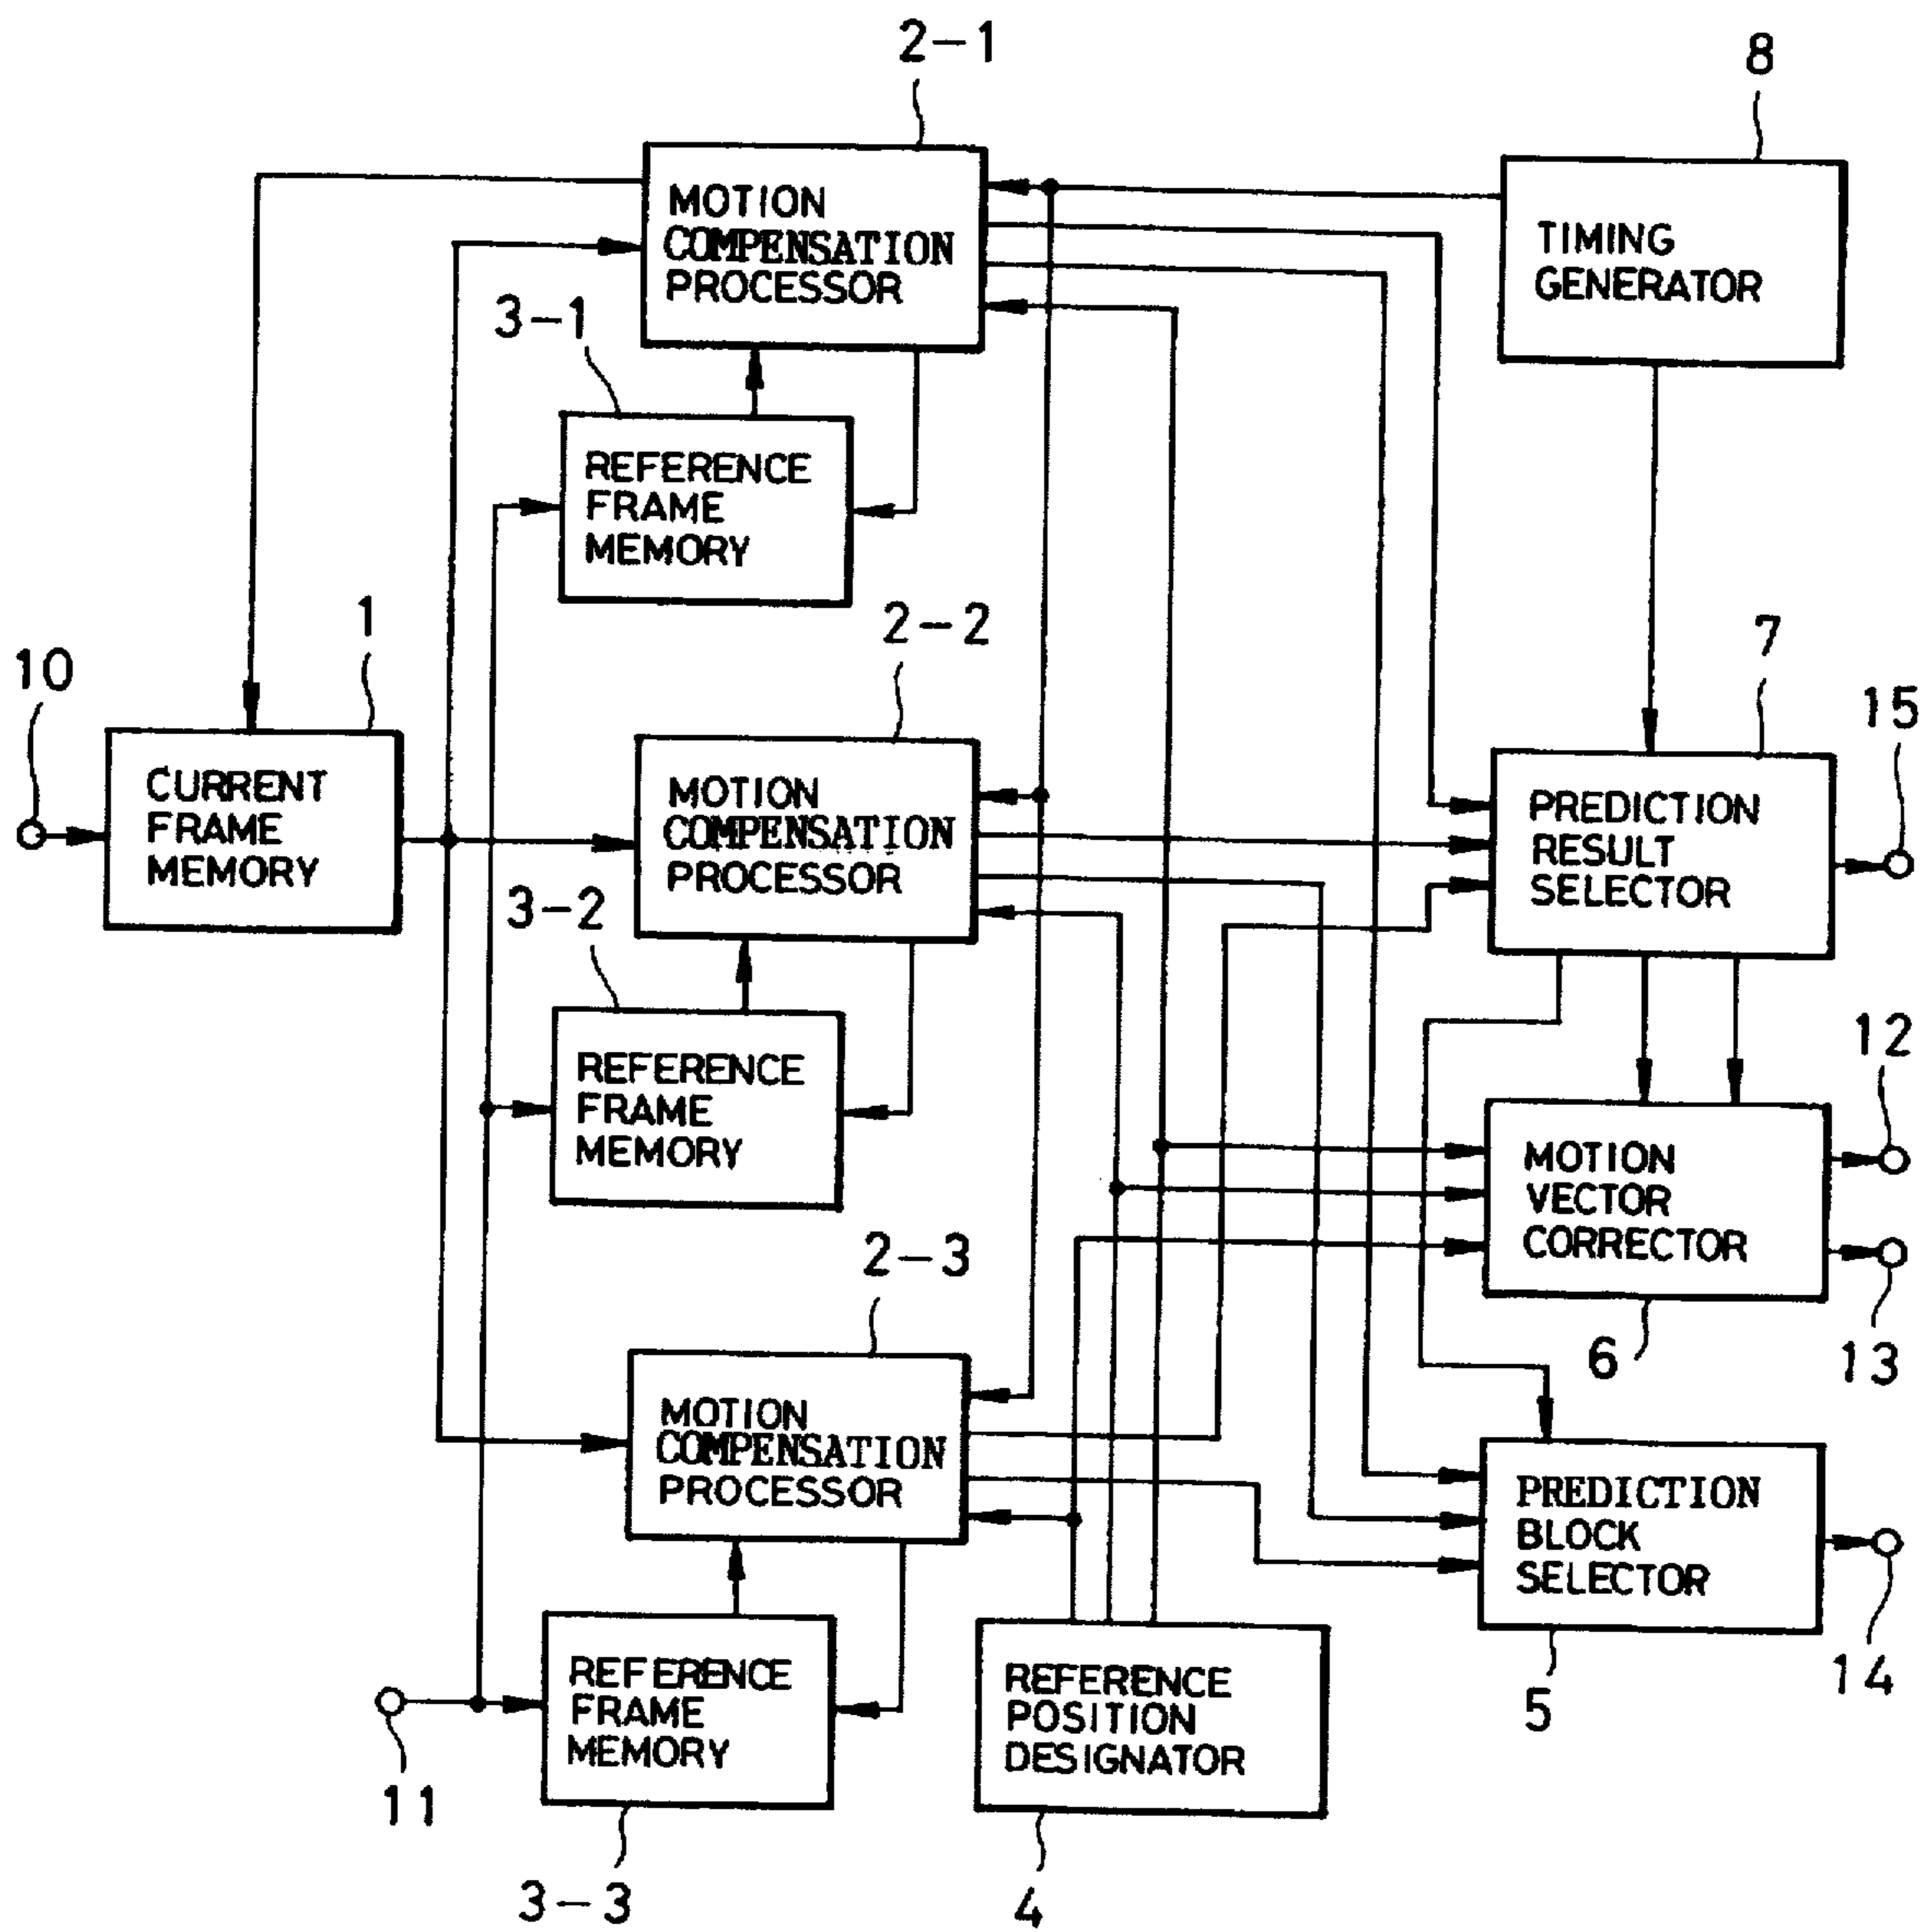 2-1
8
MOTION
COMPENSATION
PROCESSOR
TIMING
GENERATOR
3-1
REFERENCE
FRAME
MEMORY
1
2-2
7
10
15
CURRENT
FRAME
MEMORY
MOTION
COMPENSATION
PROCESSOR
PREDICTION
RESULT
SELECTOR
3-2
REFERENCE
FRAME
MEMORY
12
MOTION
VECTOR
CORRECTOR
2-3
6
13
MOTION
COMPENSATION
PROCESSOR
PREDICTION
BLOCK
SELECTOR
REFERENCE
FRAME
MEMORY
REFERENCE
POSITION
DESIGNATOR
5
14
11
3-3
4